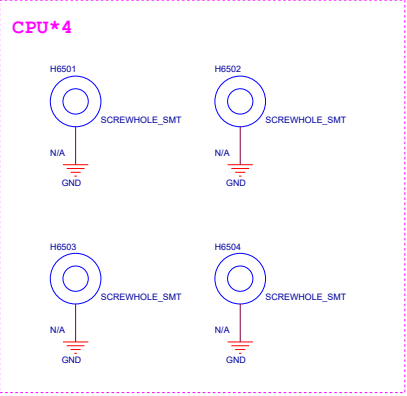 CPU*4
H6501
H6502
SCREWHOLE_SMT
SCREWHOLE_SMT
N/A
N/A
GND
GND
H6503
H6504
SCREWHOLE_SMT
SCREWHOLE_SMT
N/A
N/A
GND
GND